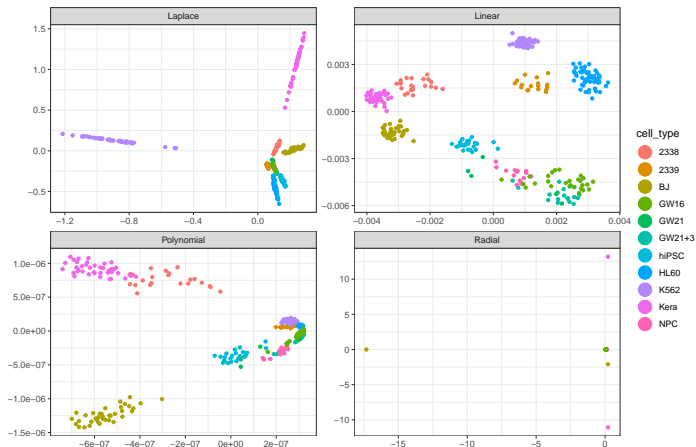 Laplace
Linear
1.5
1.0
0.5
0.0
−0.5
−1.2
−0.8
−0.4
0.0
0.003
0.000
−0.003
−0.006
−0.004
−0.002
0.000
0.002
0.004
Polynomial
Radial
1.0e−06
5.0e−07
0.0e+00
−5.0e−07
−1.0e−06
−1.5e−06
−6e−07
−4e−07
−2e−07
0e+00
2e−07
10
5
0
−5
−10
−15
−10
−5
0
cell_type
2338
2339
BJ
GW16
GW21
GW21+3
hiPSC
HL60
K562
Kera
NPC